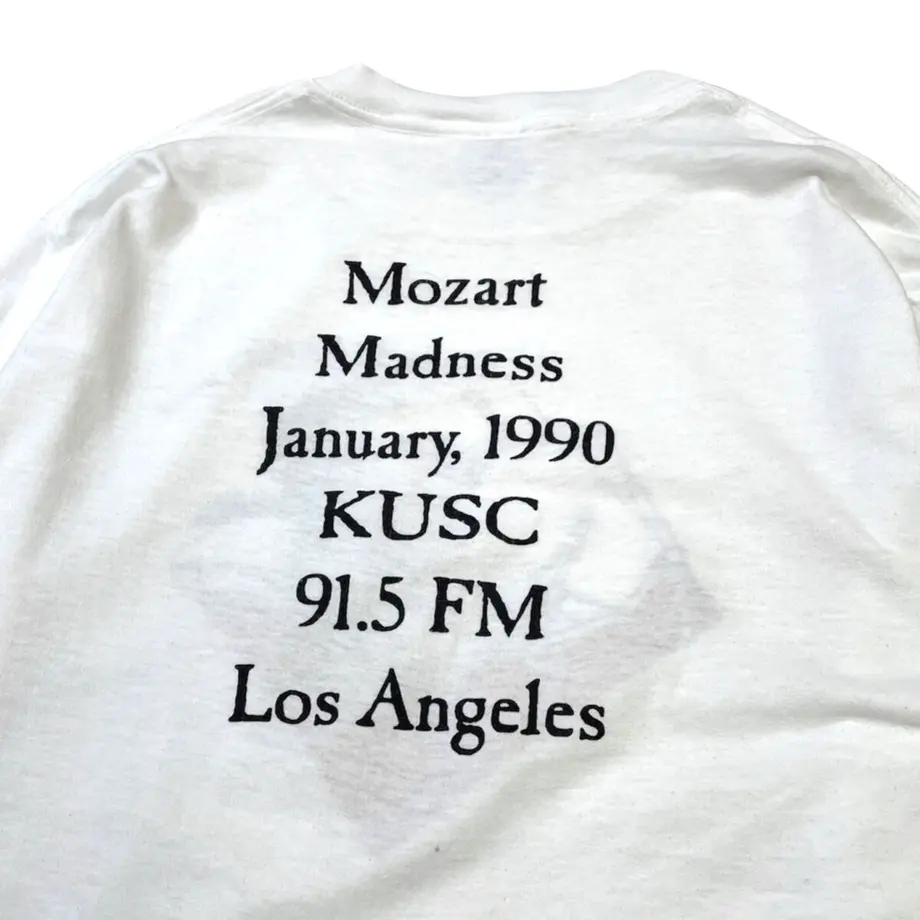 Mozart
Madness
January, 1990
KUSC
91.5 FM
Los Angeles